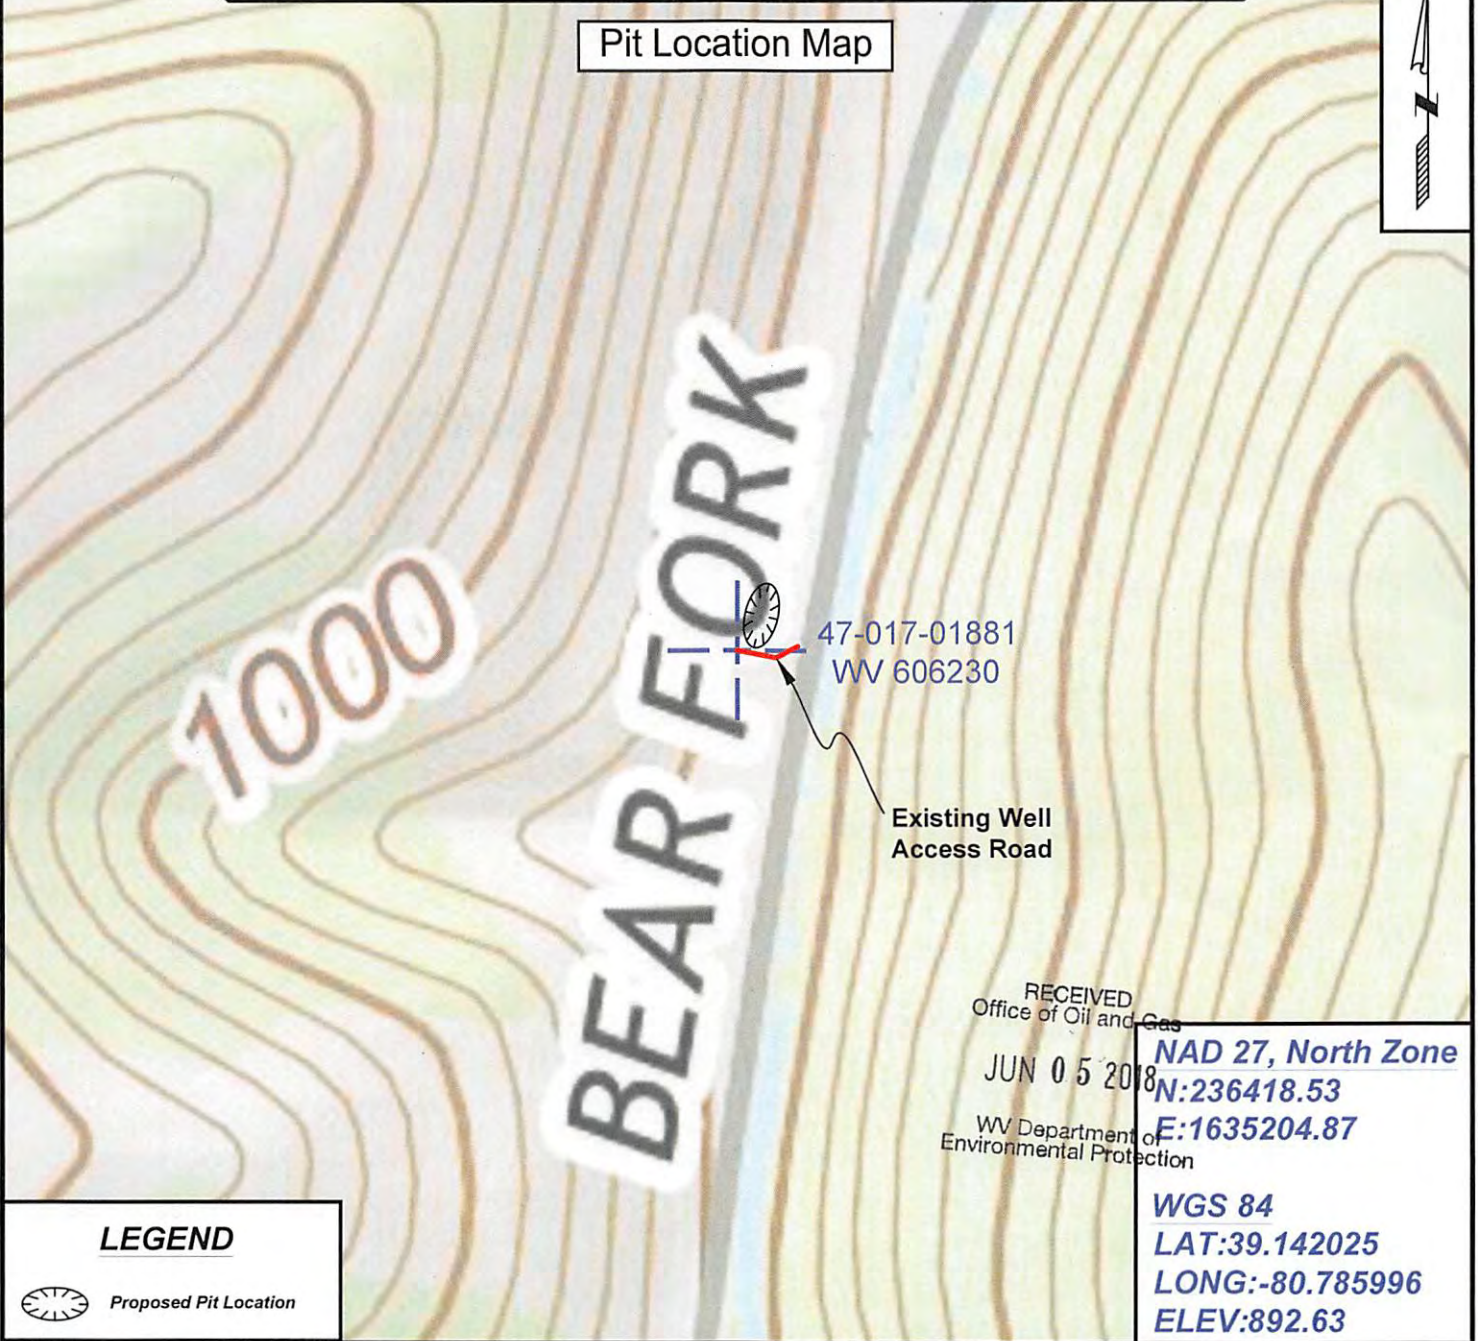 Pit Location Map
BEAR FORK
1000
47-017-01881
WV 606230
Existing Well
Access Road
RECEIVED
Office of Oil and Gas
JUN 05 2018
WV Department of
Environmental Protection
NAD 27, North Zone
N:236418.53
E:1635204.87
WGS 84
LAT:39.142025
LONG:-80.785996
ELEV:892.63
LEGEND
Proposed Pit Location